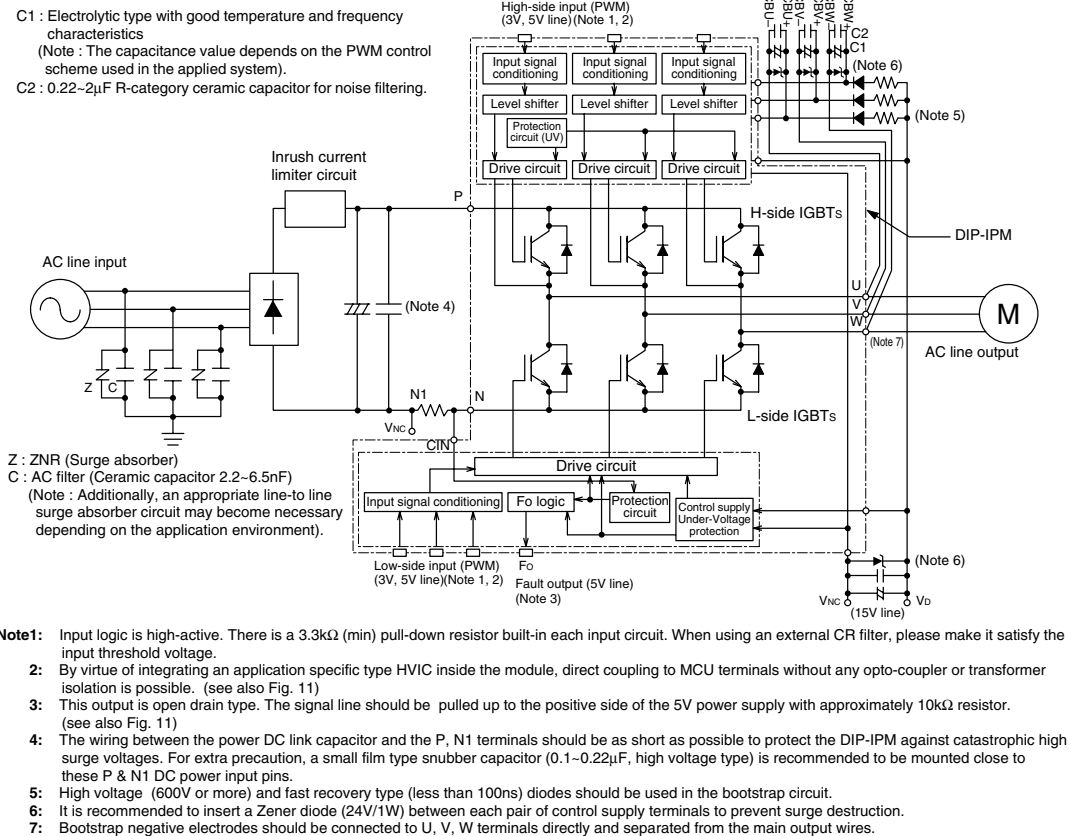 C1 : Electrolytic type with good temperature and frequency
characteristics
(Note : The capacitance value depends on the PWM control
scheme used in the applied system).
C2 : 0.22~2μF R-category ceramic capacitor for noise filtering.
High-side input (PWM)
(3V, 5V line) (Note 1, 2)
CBU-
CBU+
CBV-
CBV+
CBW-
CBW+
C2
C1
(Note 6)
(Note 5)
Input signal
conditioning
Input signal
conditioning
Input signal
conditioning
Level shifter
Level shifter
Level shifter
Protection
circuit (UV)
Drive circuit
Drive circuit
Drive circuit
Inrush current
limiter circuit
P
H-side IGBTs
DIP-IPM
AC line input
(Note 4)
U
V
W
(Note 7)
M
AC line output
Z
C
N1
N
VNC
CIN
L-side IGBTs
Z : ZNR (Surge absorber)
C : AC filter (Ceramic capacitor 2.2~6.5nF)
(Note : Additionally, an appropriate line-to line
surge absorber circuit may become necessary
depending on the application environment).
Drive circuit
Input signal conditioning
Fo logic
Protection
circuit
Control supply
Under-Voltage
protection
Low-side input (PWM)
(3V, 5V line)(Note 1, 2)
Fo
Fault output (5V line)
(Note 3)
(Note 6)
VNC
VD
(15V line)
Note1: Input logic is high-active. There is a 3.3kΩ (min) pull-down resistor built-in each input circuit. When using an external CR filter, please make it satisfy the
input threshold voltage.
2: By virtue of integrating an application specific type HVIC inside the module, direct coupling to MCU terminals without any opto-coupler or transformer
isolation is possible. (see also Fig. 11)
3: This output is open drain type. The signal line should be pulled up to the positive side of the 5V power supply with approximately 10kΩ resistor.
(see also Fig. 11)
4: The wiring between the power DC link capacitor and the P, N1 terminals should be as short as possible to protect the DIP-IPM against catastrophic high
surge voltages. For extra precaution, a small film type snubber capacitor (0.1~0.22μF, high voltage type) is recommended to be mounted close to
these P & N1 DC power input pins.
5: High voltage (600V or more) and fast recovery type (less than 100ns) diodes should be used in the bootstrap circuit.
6: It is recommended to insert a Zener diode (24V/1W) between each pair of control supply terminals to prevent surge destruction.
7: Bootstrap negative electrodes should be connected to U, V, W terminals directly and separated from the main output wires.